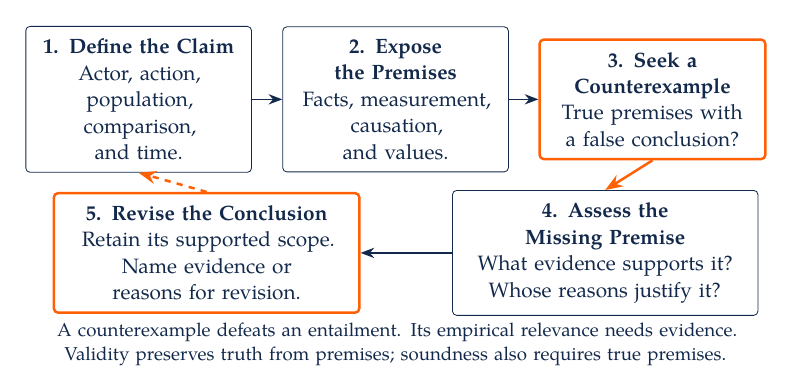 1. Define the Claim
Actor, action,
population,
comparison,
and time.
2. Expose
the Premises
Facts, measurement,
causation,
and values.
3. Seek a
Counterexample
True premises with
a false conclusion?
4. Assess the
Missing Premise
What evidence supports it?
Whose reasons justify it?
5. Revise the Conclusion
Retain its supported scope.
Name evidence or
reasons for revision.
A counterexample defeats an entailment. Its empirical relevance needs evidence.
Validity preserves truth from premises; soundness also requires true premises.